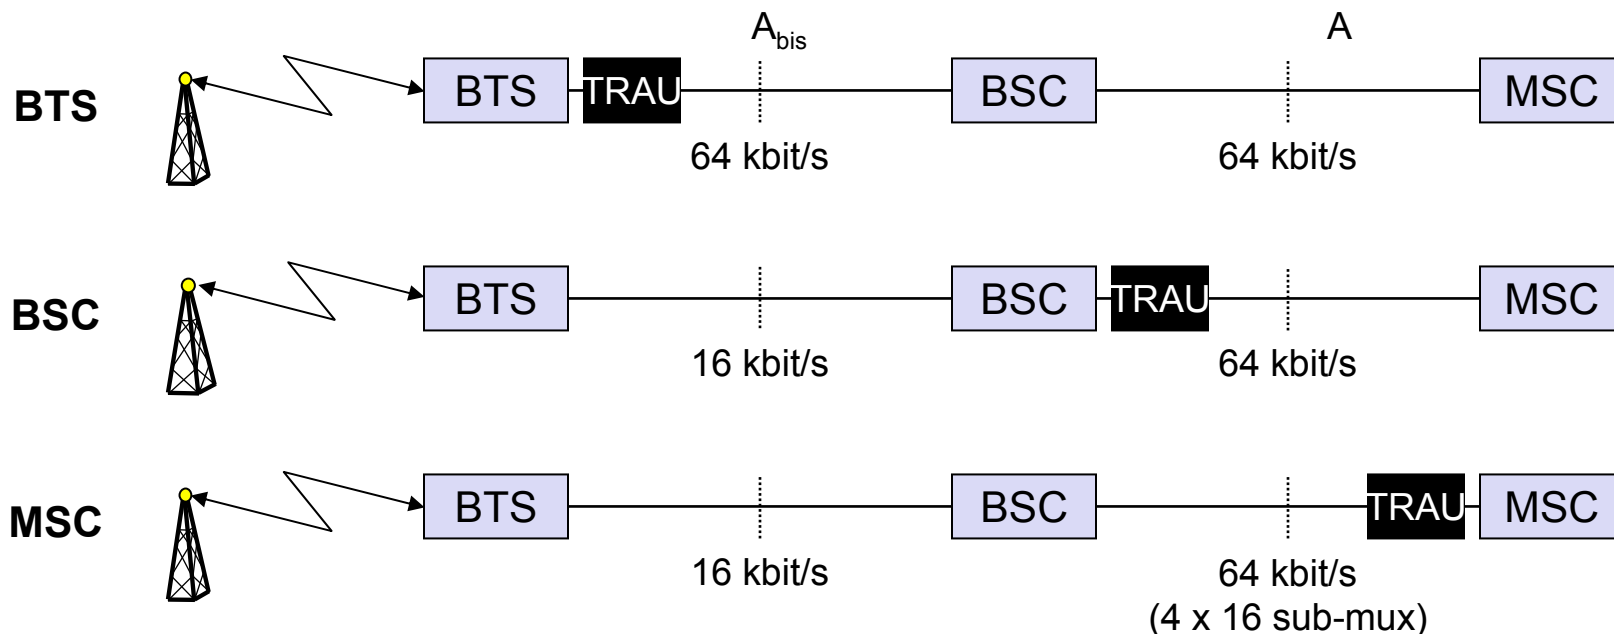 A_bis A
BTS BTS TRAU BSC MSC
64 kbit/s 64 kbit/s
BSC BTS BSC TRAU MSC
16 kbit/s 64 kbit/s
MSC BTS BSC TRAU MSC
16 kbit/s 64 kbit/s
(4 x 16 sub-mux)